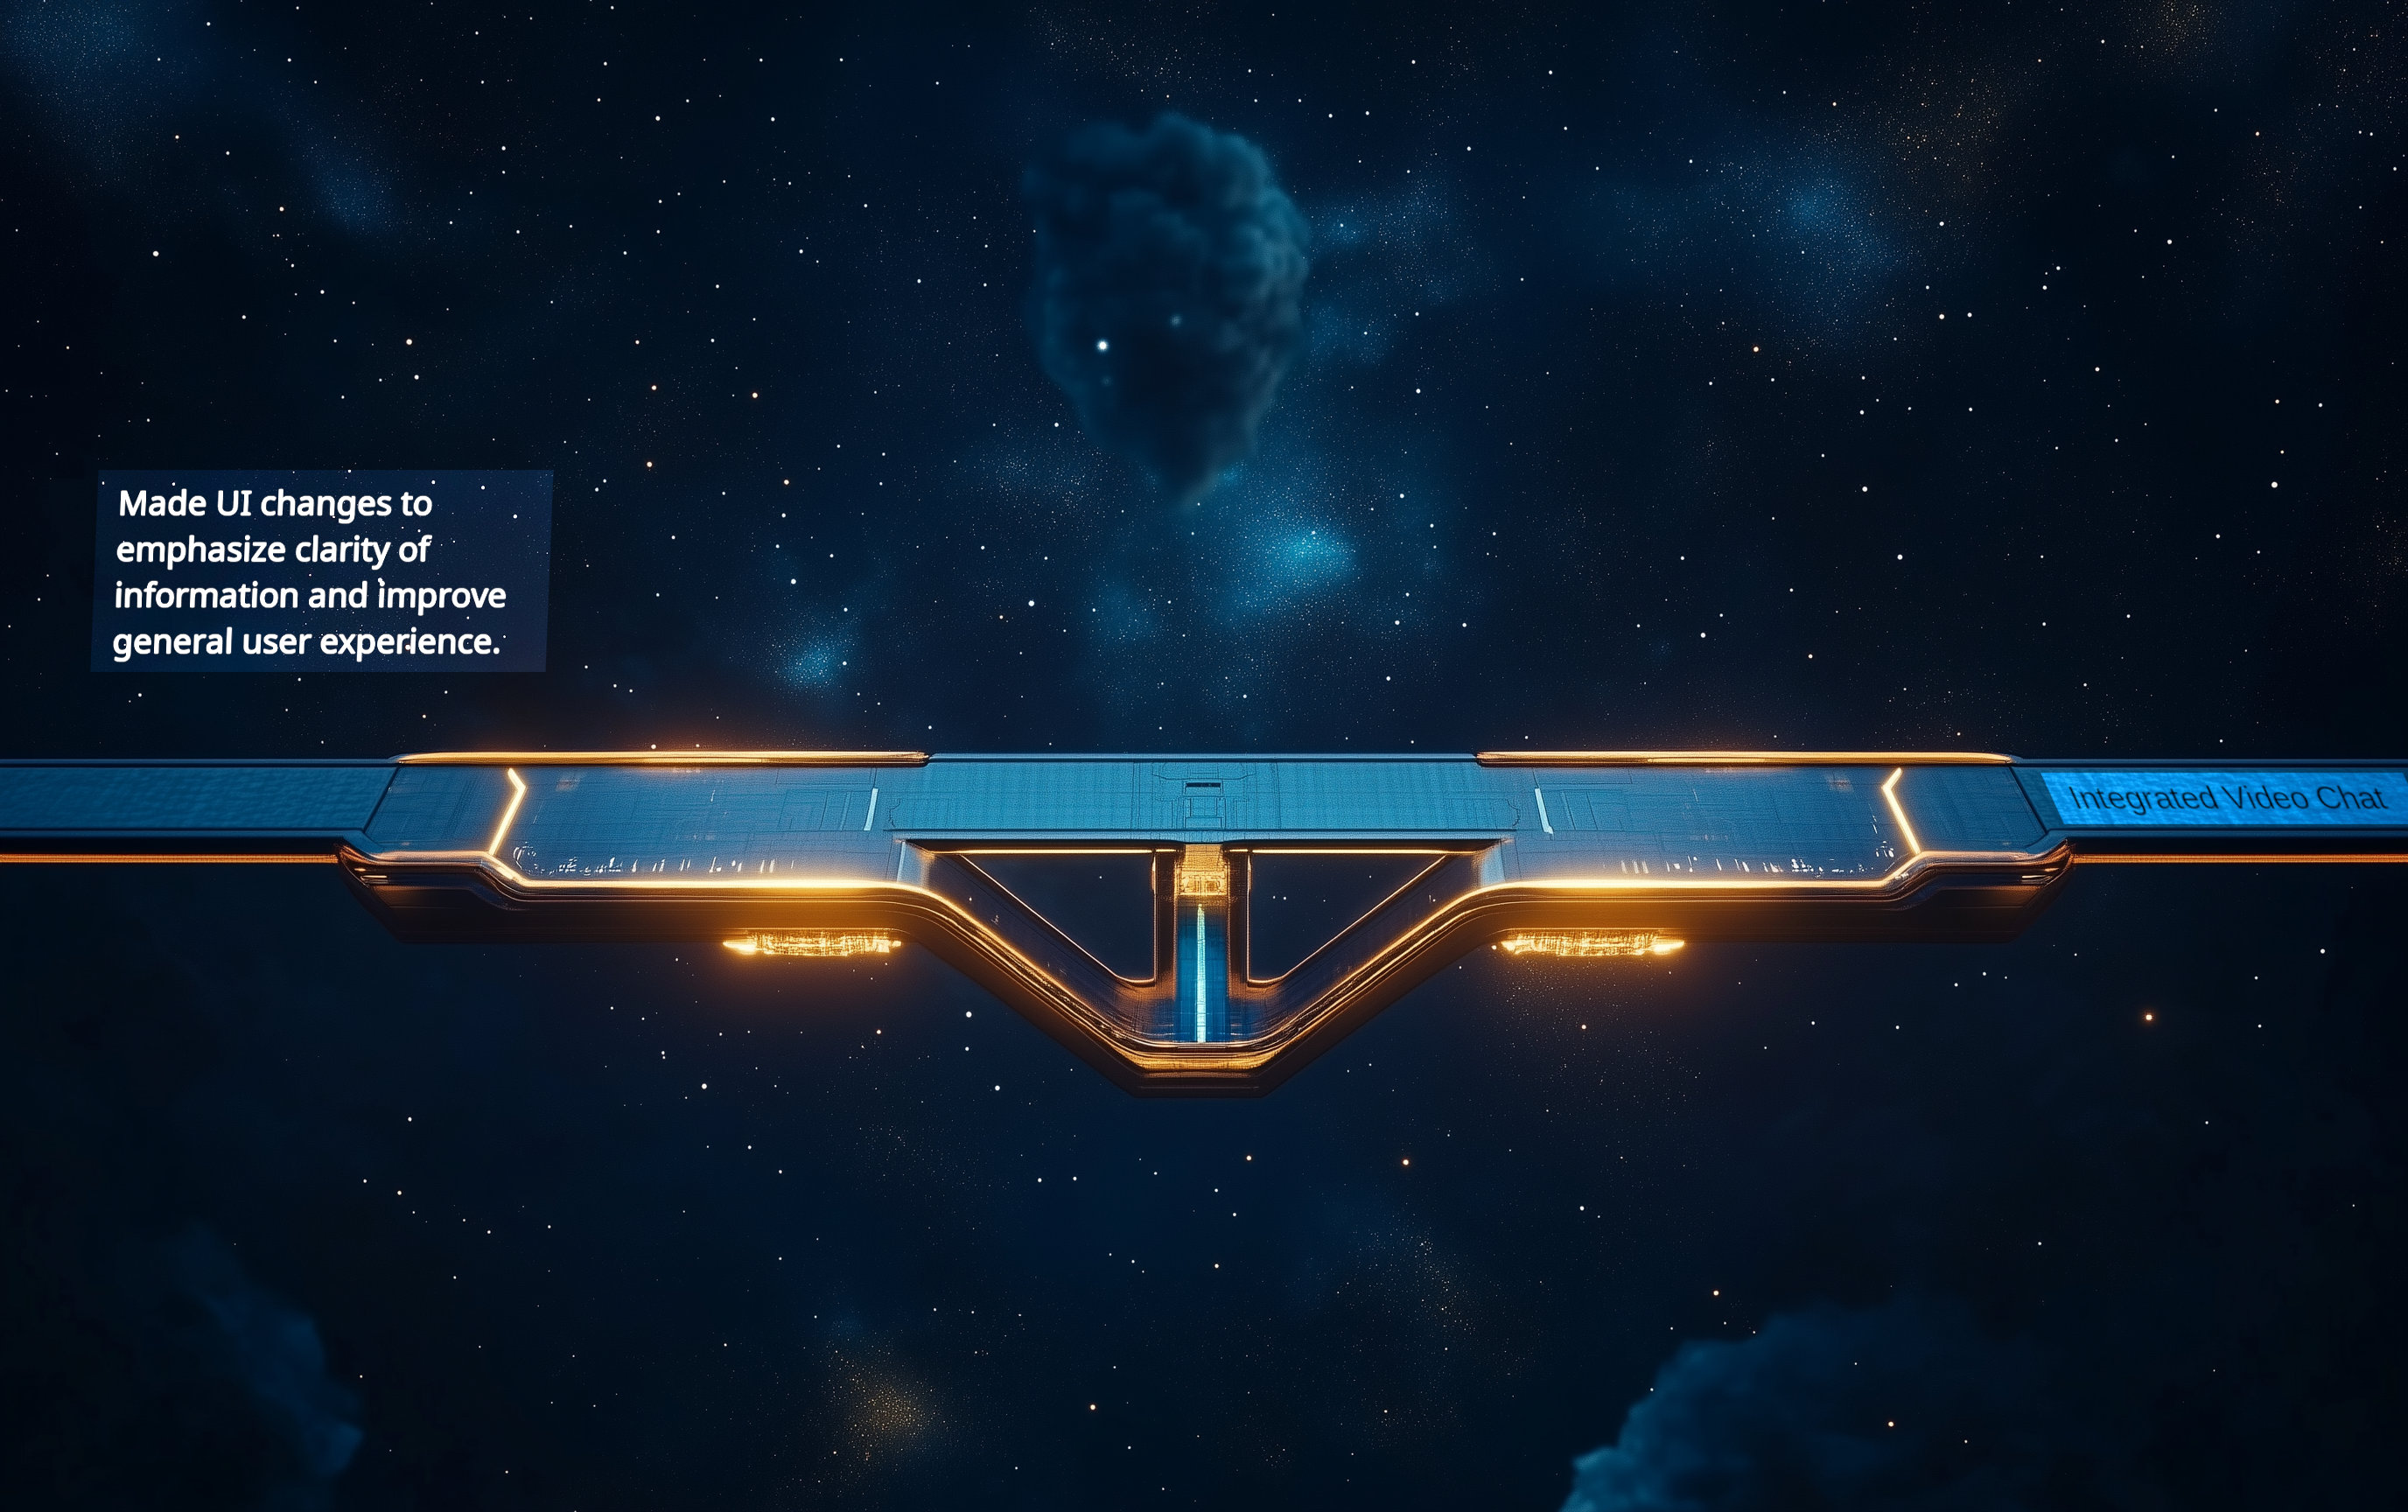 Made UI changes to
emphasize clarity of
information and improve
general user experience.
Integrated Video Chat